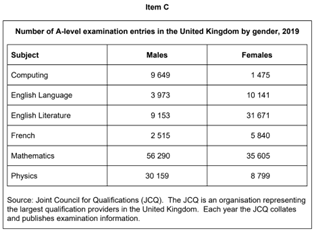 Item C
Number of A-level examination entries in the United Kingdom by gender, 2019
Subject Males Females
Computing 9 649 1 475
English Language 3 973 10 141
English Literature 9 153 31 671
French 2 515 5 840
Mathematics 56 290 35 605
Physics 30 159 8 799
Source: Joint Council for Qualifications (JCQ). The JCQ is an organisation representing
the largest qualification providers in the United Kingdom. Each year the JCQ collates
and publishes examination information.